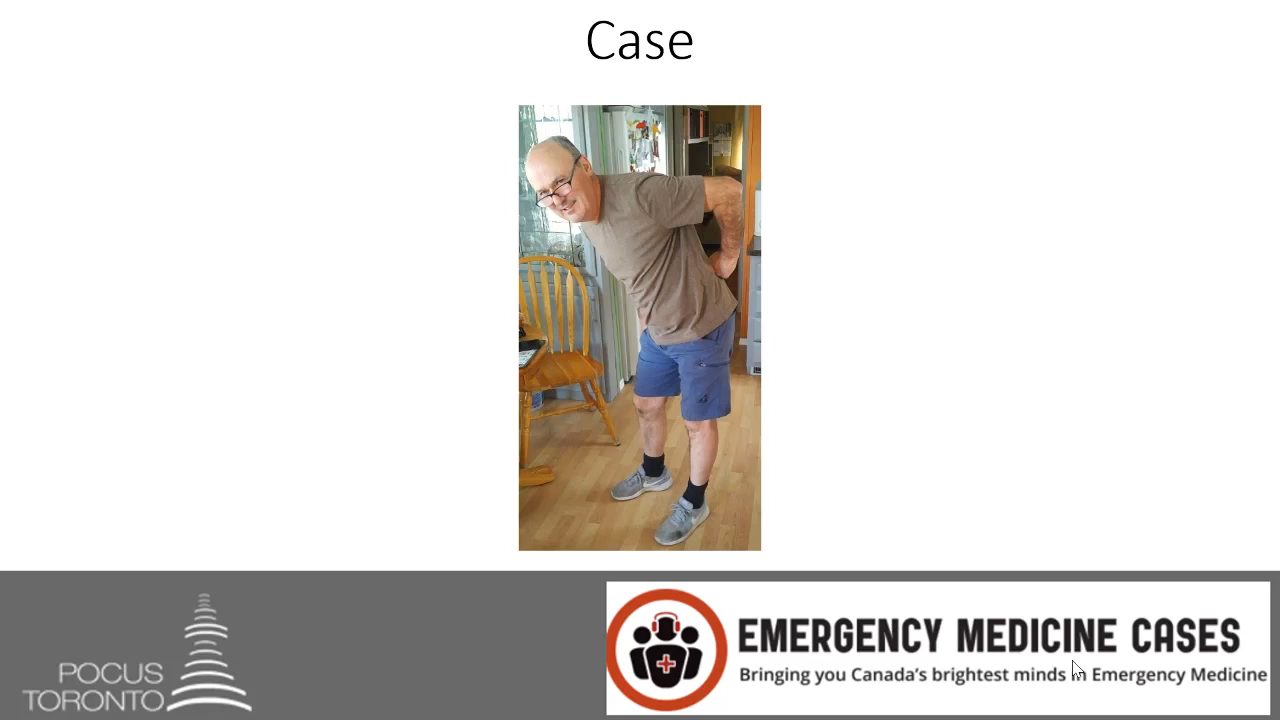 Case
POCUS
TORONTO
EMERGENCY MEDICINE CASES
Bringing you Canada's brightest minds in Emergency Medicine